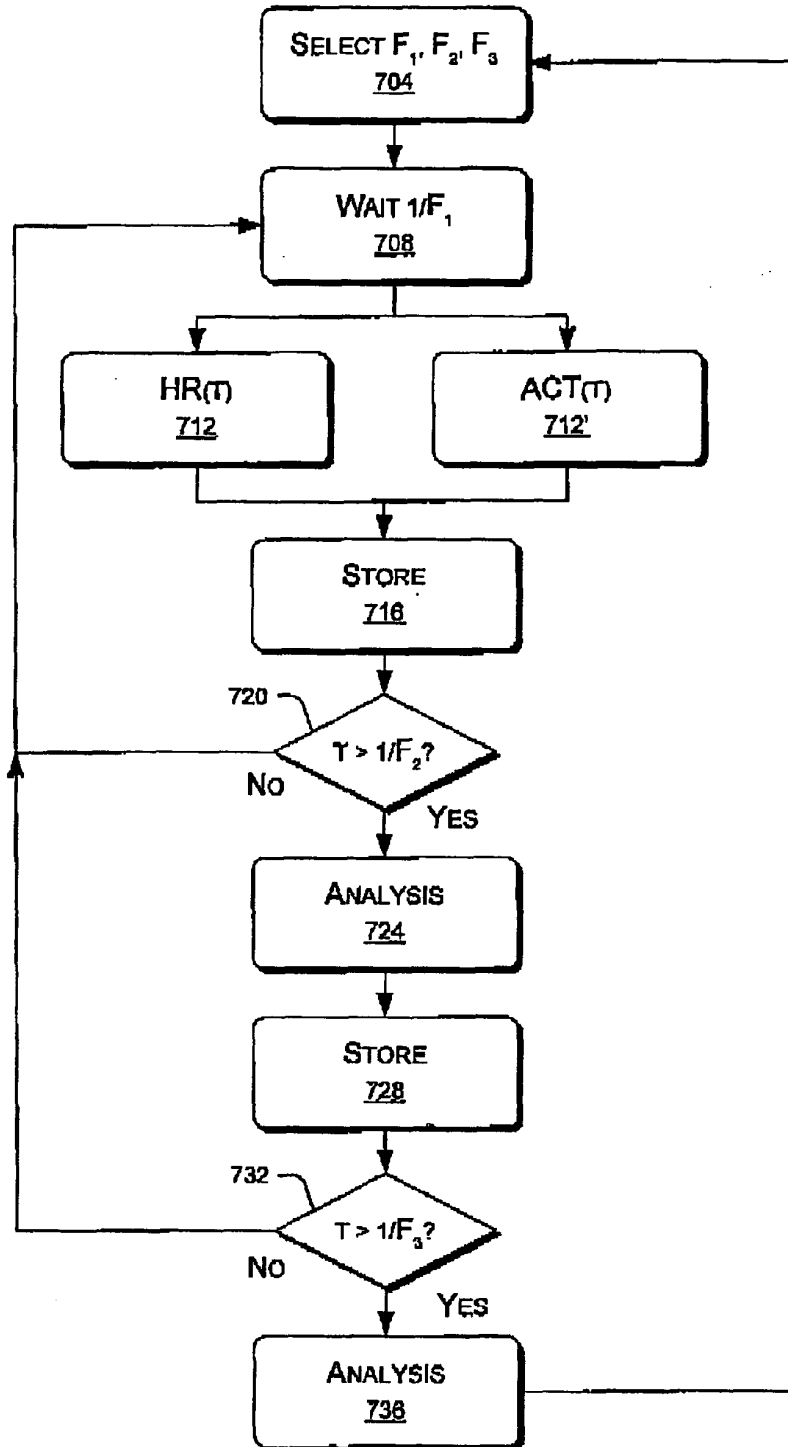 SELECT F₁, F₂, F₃
704
WAIT 1/F₁
708
HR(T)
712
ACT(T)
712'
STORE
716
720
T > 1/F₂?
NO
YES
ANALYSIS
724
STORE
728
732
T > 1/F₃?
NO
YES
ANALYSIS
736